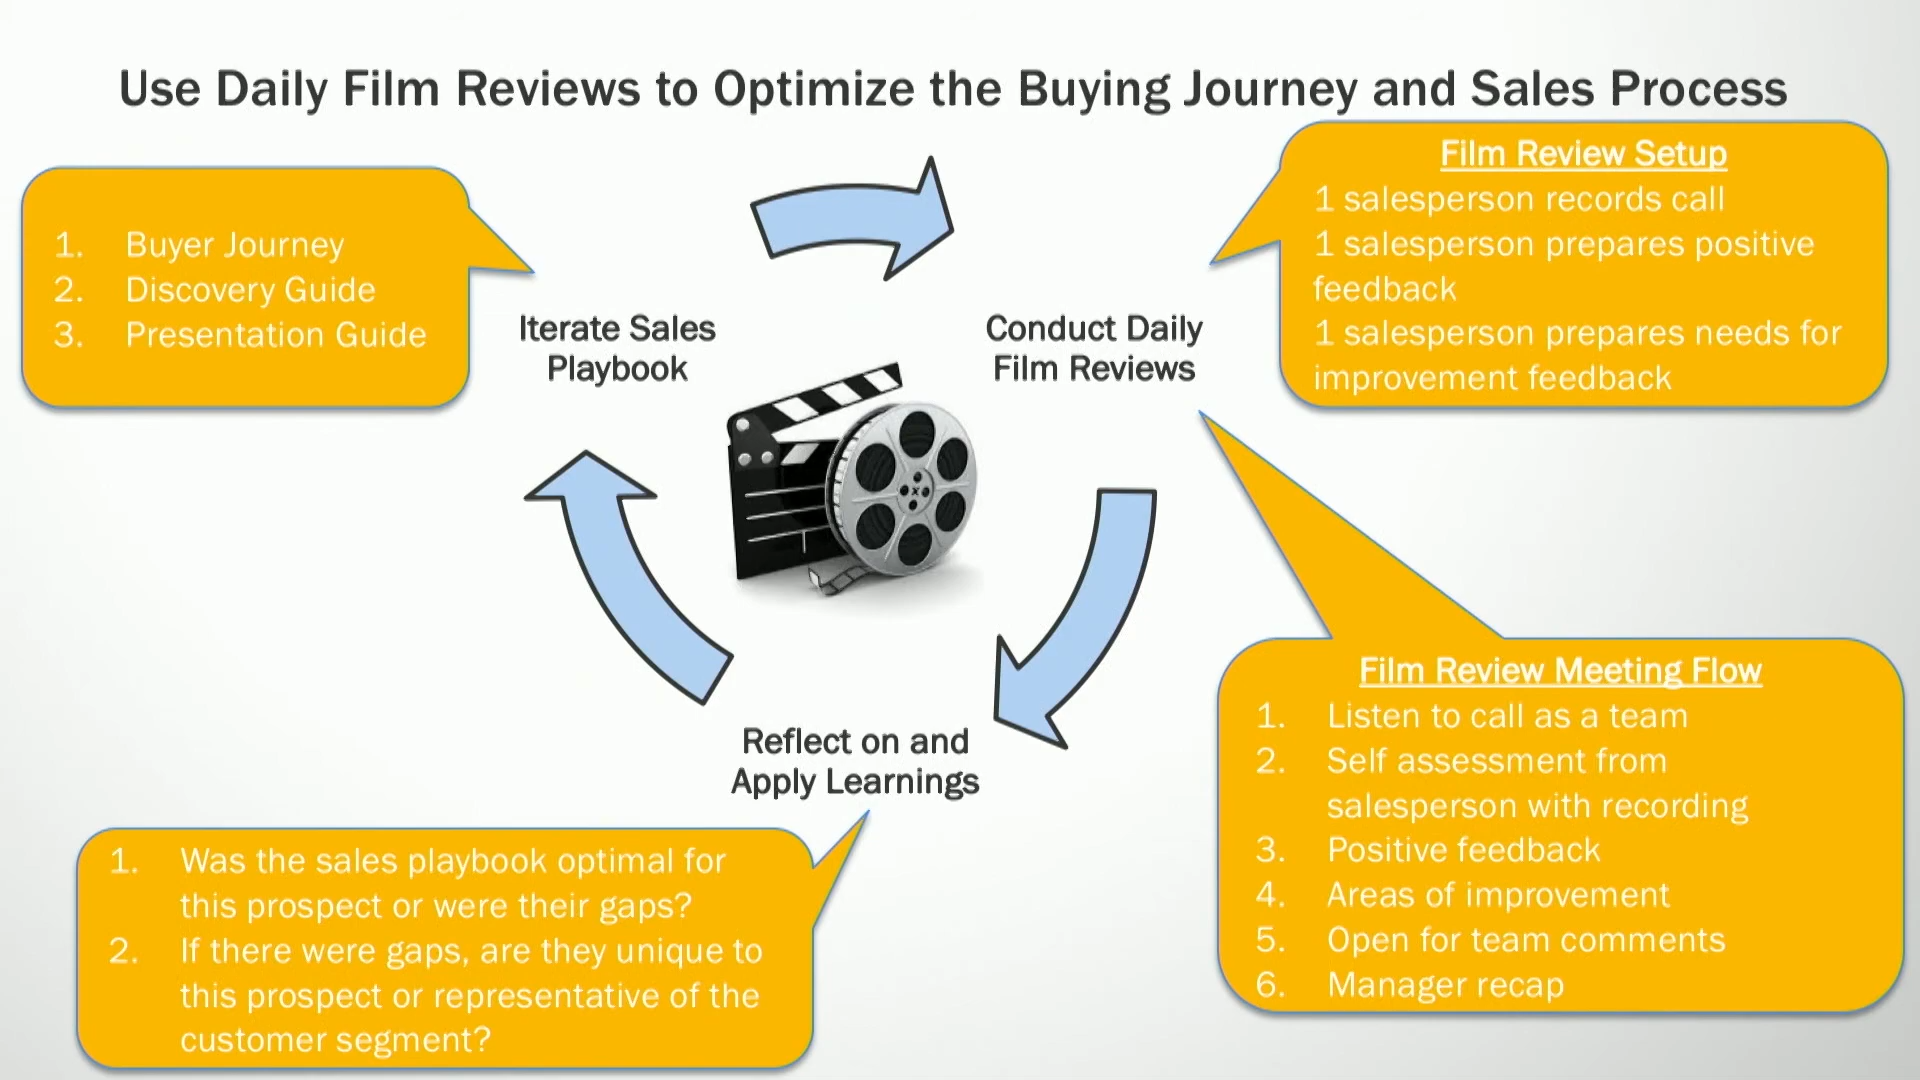 Use Daily Film Reviews to Optimize the Buying Journey and Sales Process
1. Buyer Journey
2. Discovery Guide
3. Presentation Guide
Iterate Sales
Playbook
Conduct Daily
Film Reviews
Film Review Setup
1 salesperson records call
1 salesperson prepares positive
feedback
1 salesperson prepares needs for
improvement feedback
Reflect on and
Apply Learnings
1. Was the sales playbook optimal for
this prospect or were their gaps?
2. If there were gaps, are they unique to
this prospect or representative of the
customer segment?
Film Review Meeting Flow
1. Listen to call as a team
2. Self assessment from
salesperson with recording
3. Positive feedback
4. Areas of improvement
5. Open for team comments
6. Manager recap